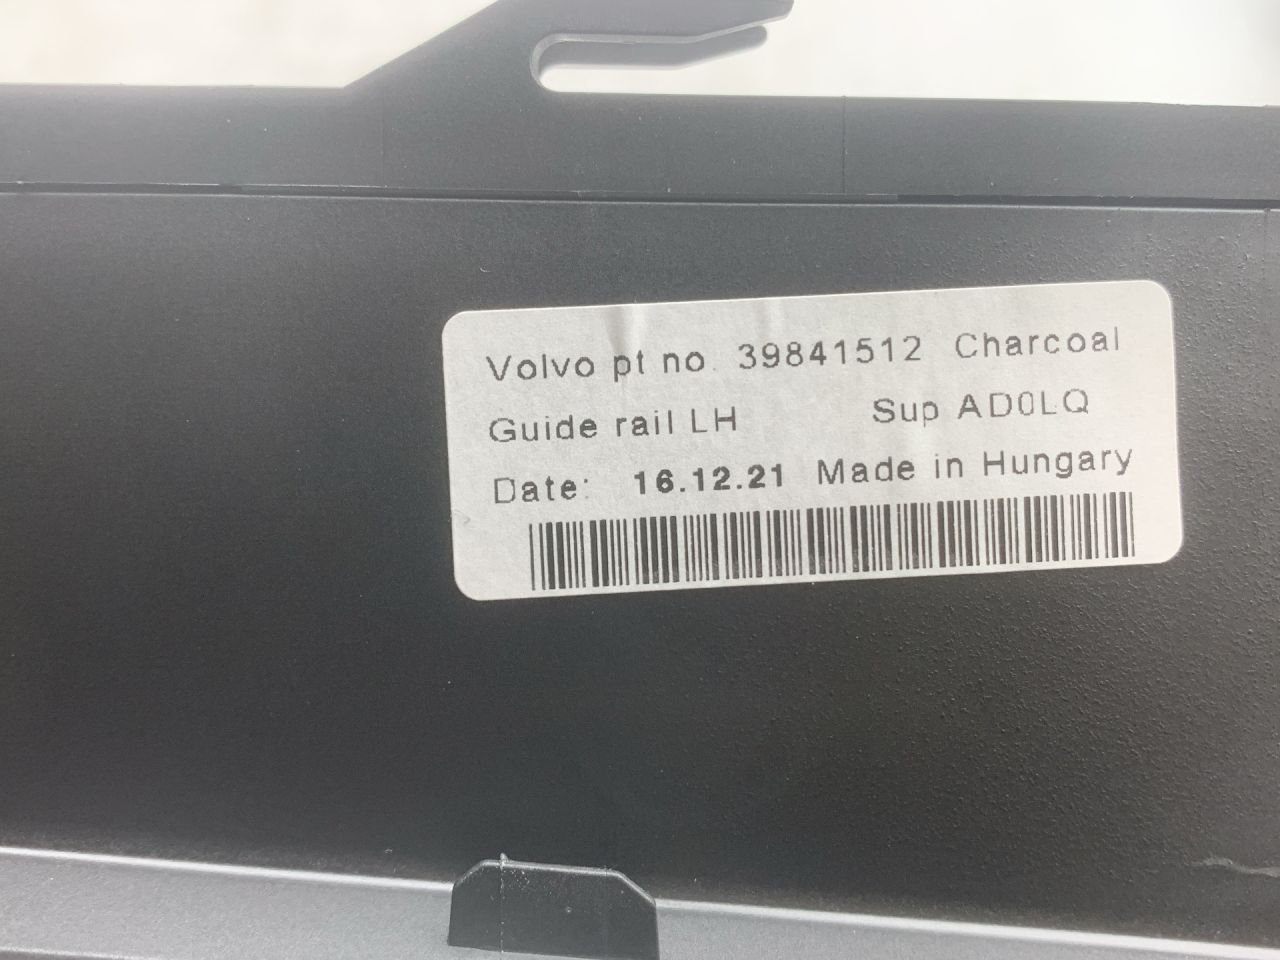 Volvo pt no. 39841512 Charcoal
Guide rail LH Sup AD0LQ
Date: 16.12.21 Made in Hungary